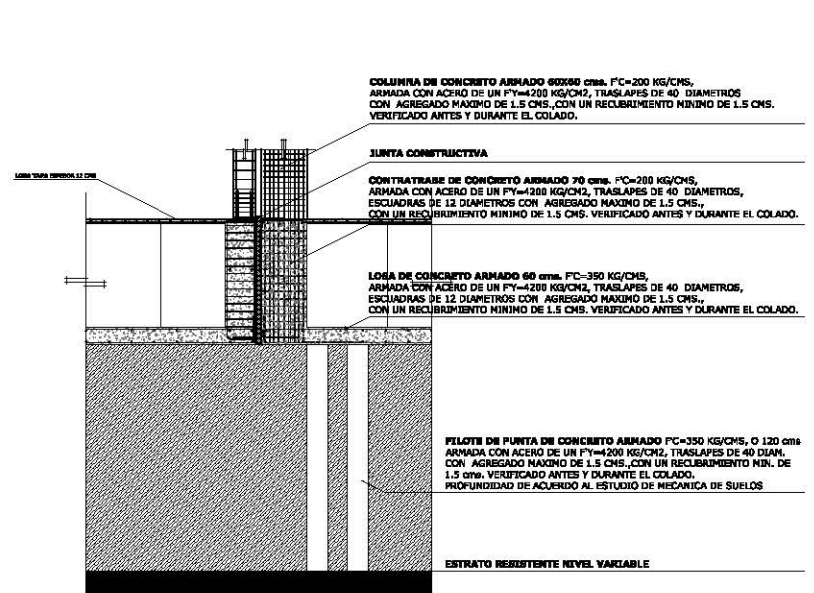 COLUMNA DE CONCRETO ARMADO 60X60 cms. F'C=200 KG/CMS,
ARMADA CON ACERO DE UN F'Y=4200 KG/CM2, TRASLAPES DE 40 DIAMETROS
CON AGREGADO MAXIMO DE 1.5 CMS.,CON UN RECUBRIMIENTO MINIMO DE 1.5 CMS.
VERIFICADO ANTES Y DURANTE EL COLADO.
JUNTA CONSTRUCTIVA
LOSA TAPA ESPESOR 12 CMS
CONTRATRABE DE CONCRETO ARMADO 70 cms. F'C=200 KG/CMS,
ARMADA CON ACERO DE UN F'Y=4200 KG/CM2, TRASLAPES DE 40 DIAMETROS,
ESCUADRAS DE 12 DIAMETROS CON AGREGADO MAXIMO DE 1.5 CMS.,
CON UN RECUBRIMIENTO MINIMO DE 1.5 CMS. VERIFICADO ANTES Y DURANTE EL COLADO.
LOSA DE CONCRETO ARMADO 60 cms. F'C=350 KG/CMS,
ARMADA CON ACERO DE UN F'Y=4200 KG/CM2, TRASLAPES DE 40 DIAMETROS,
ESCUADRAS DE 12 DIAMETROS CON AGREGADO MAXIMO DE 1.5 CMS.,
CON UN RECUBRIMIENTO MINIMO DE 1.5 CMS. VERIFICADO ANTES Y DURANTE EL COLADO.
PILOTE DE PUNTA DE CONCRETO ARMADO F'C=350 KG/CMS, O 120 cms
ARMADA CON ACERO DE UN F'Y=4200 KG/CM2, TRASLAPES DE 40 DIAM.
CON AGREGADO MAXIMO DE 1.5 CMS.,CON UN RECUBRIMIENTO MIN. DE
1.5 cms. VERIFICADO ANTES Y DURANTE EL COLADO.
PROFUNDIDAD DE ACUERDO AL ESTUDIO DE MECANICA DE SUELOS
ESTRATO RESISTENTE NIVEL VARIABLE